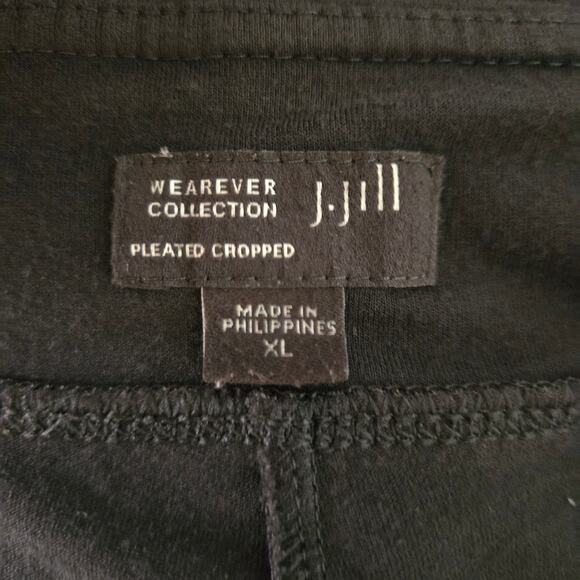 WEAREVER
COLLECTION
J.Jill
PLEATED CROPPED
MADE IN
PHILIPPINES
XL